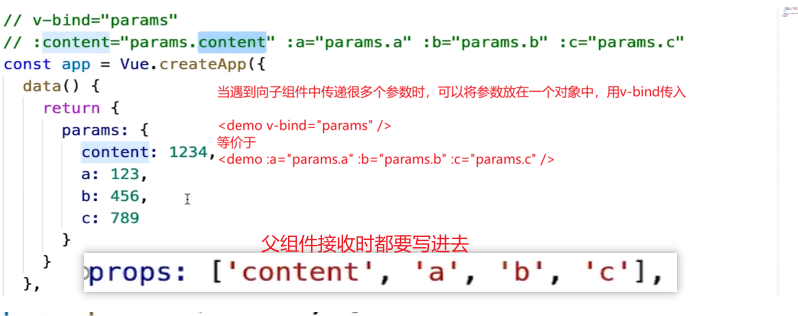 // v-bind="params"
// :content="params.content" :a="params.a" :b="params.b" :c="params.c"
const app = Vue.createApp({
data() {
当遇到向子组件中传递很多个参数时，可以将参数放在一个对象中，用v-bind传入
return {
params: {
<demo v-bind="params" />
等价于
content: 1234,
<demo :a="params.a" :b="params.b" :c="params.c" />
a: 123,
b: 456,
c: 789
}
父组件接收时都要写进去
}
props: ['content', 'a', 'b', 'c'],
},